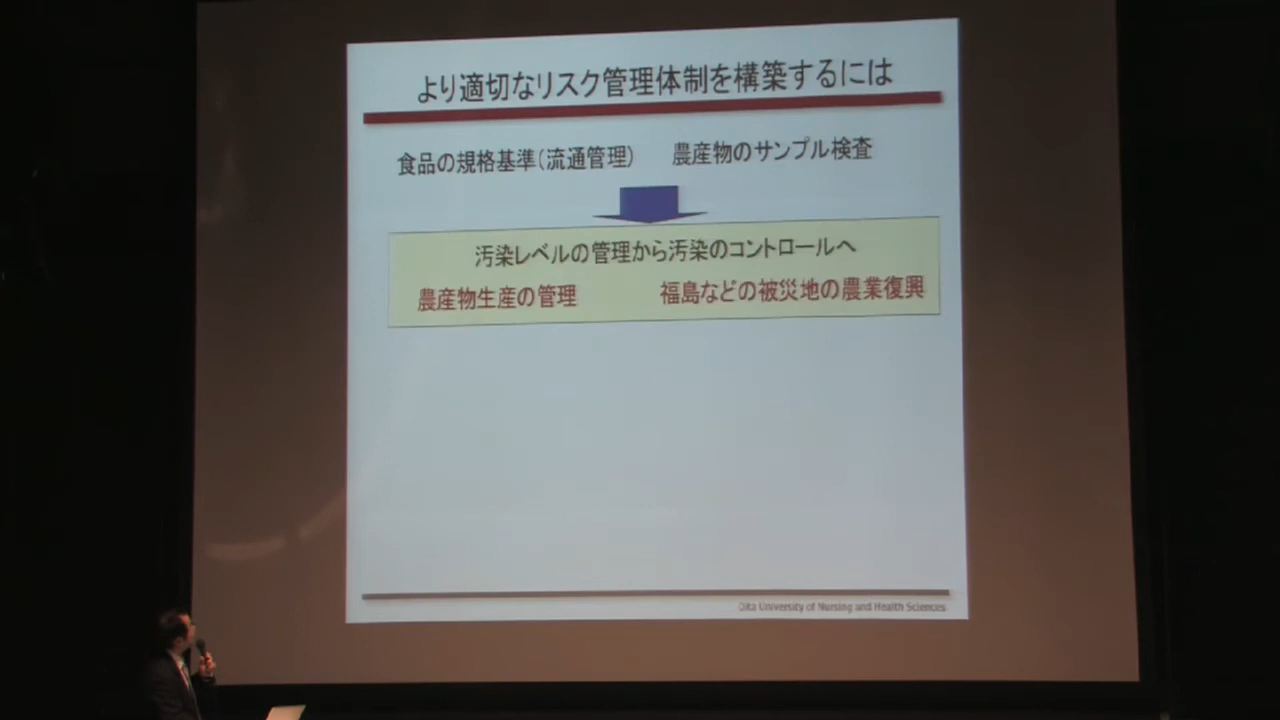 より適切なリスク管理体制を構築するには
食品の規格基準(流通管理) 農産物のサンプル検査
汚染レベルの管理から汚染のコントロールへ
農産物生産の管理 福島などの被災地の農業復興
Oita University of Nursing and Health Sciences